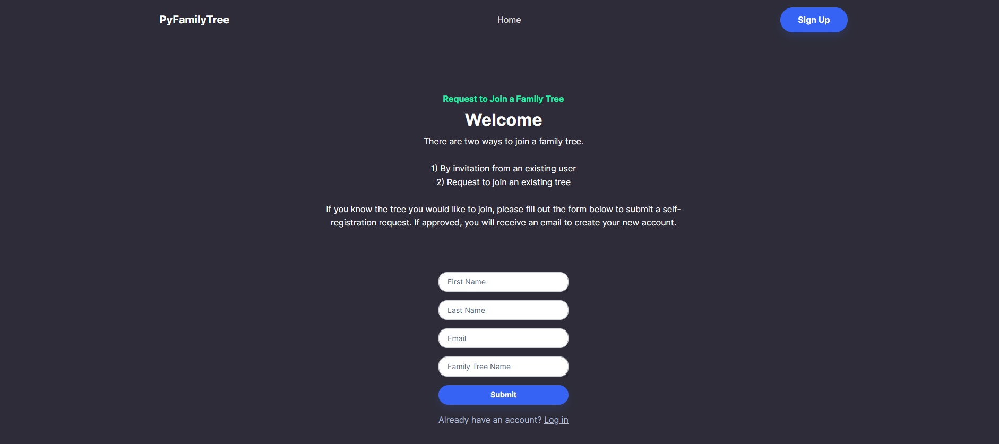 PyFamilyTree
Home
Sign Up
Request to Join a Family Tree
Welcome
There are two ways to join a family tree.
1) By invitation from an existing user
2) Request to join an existing tree
If you know the tree you would like to join, please fill out the form below to submit a self-
registration request. If approved, you will receive an email to create your new account.
First Name
Last Name
Email
Family Tree Name
Submit
Already have an account? Log in